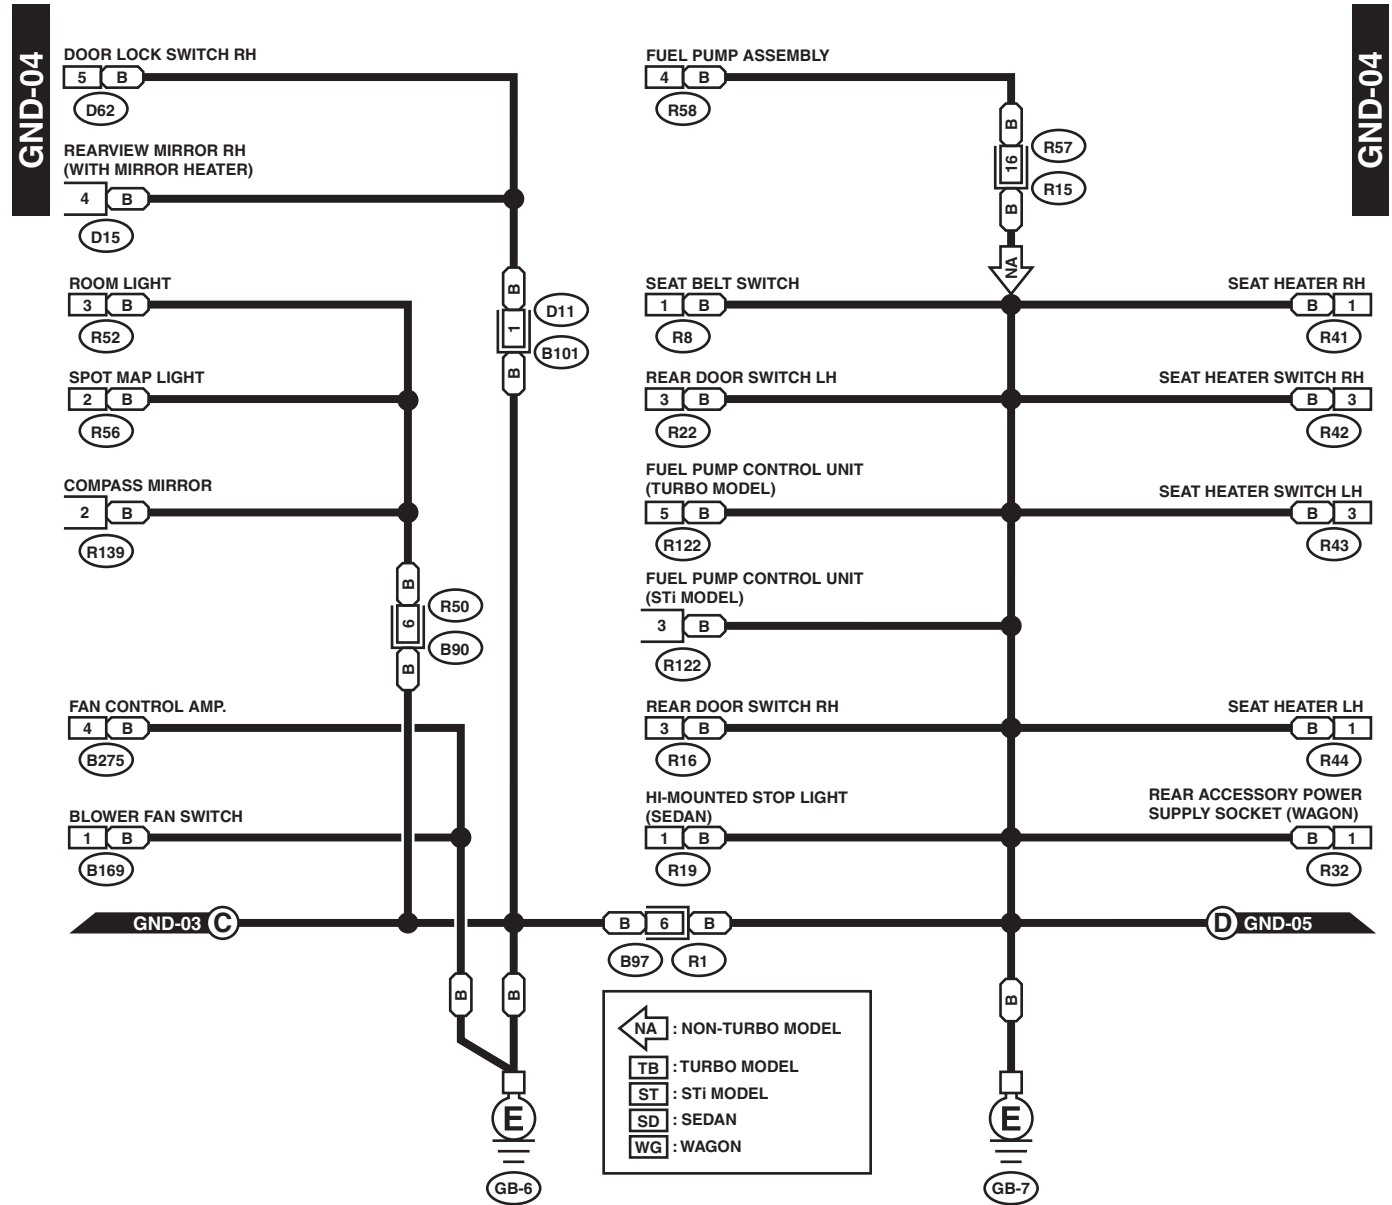 GND-04
GND-04
DOOR LOCK SWITCH RH
5 B
D62
REARVIEW MIRROR RH
(WITH MIRROR HEATER)
4 B
D15
ROOM LIGHT
3 B
R52
SPOT MAP LIGHT
2 B
R56
COMPASS MIRROR
2 B
R139
B
6
B
R50
B90
FAN CONTROL AMP.
4 B
B275
BLOWER FAN SWITCH
1 B
B169
B
1
B
D11
B101
GND-03 C
B
B
E
GB-6
B 6 B
B97 R1
FUEL PUMP ASSEMBLY
4 B
R58
B
16
B
R57
R15
NA
SEAT BELT SWITCH
1 B
R8
REAR DOOR SWITCH LH
3 B
R22
FUEL PUMP CONTROL UNIT
(TURBO MODEL)
5 B
R122
FUEL PUMP CONTROL UNIT
(STi MODEL)
3 B
R122
REAR DOOR SWITCH RH
3 B
R16
HI-MOUNTED STOP LIGHT
(SEDAN)
1 B
R19
SEAT HEATER RH
B 1
R41
SEAT HEATER SWITCH RH
B 3
R42
SEAT HEATER SWITCH LH
B 3
R43
SEAT HEATER LH
B 1
R44
REAR ACCESSORY POWER
SUPPLY SOCKET (WAGON)
B 1
R32
D GND-05
B
E
GB-7
NA : NON-TURBO MODEL
TB : TURBO MODEL
ST : STi MODEL
SD : SEDAN
WG : WAGON